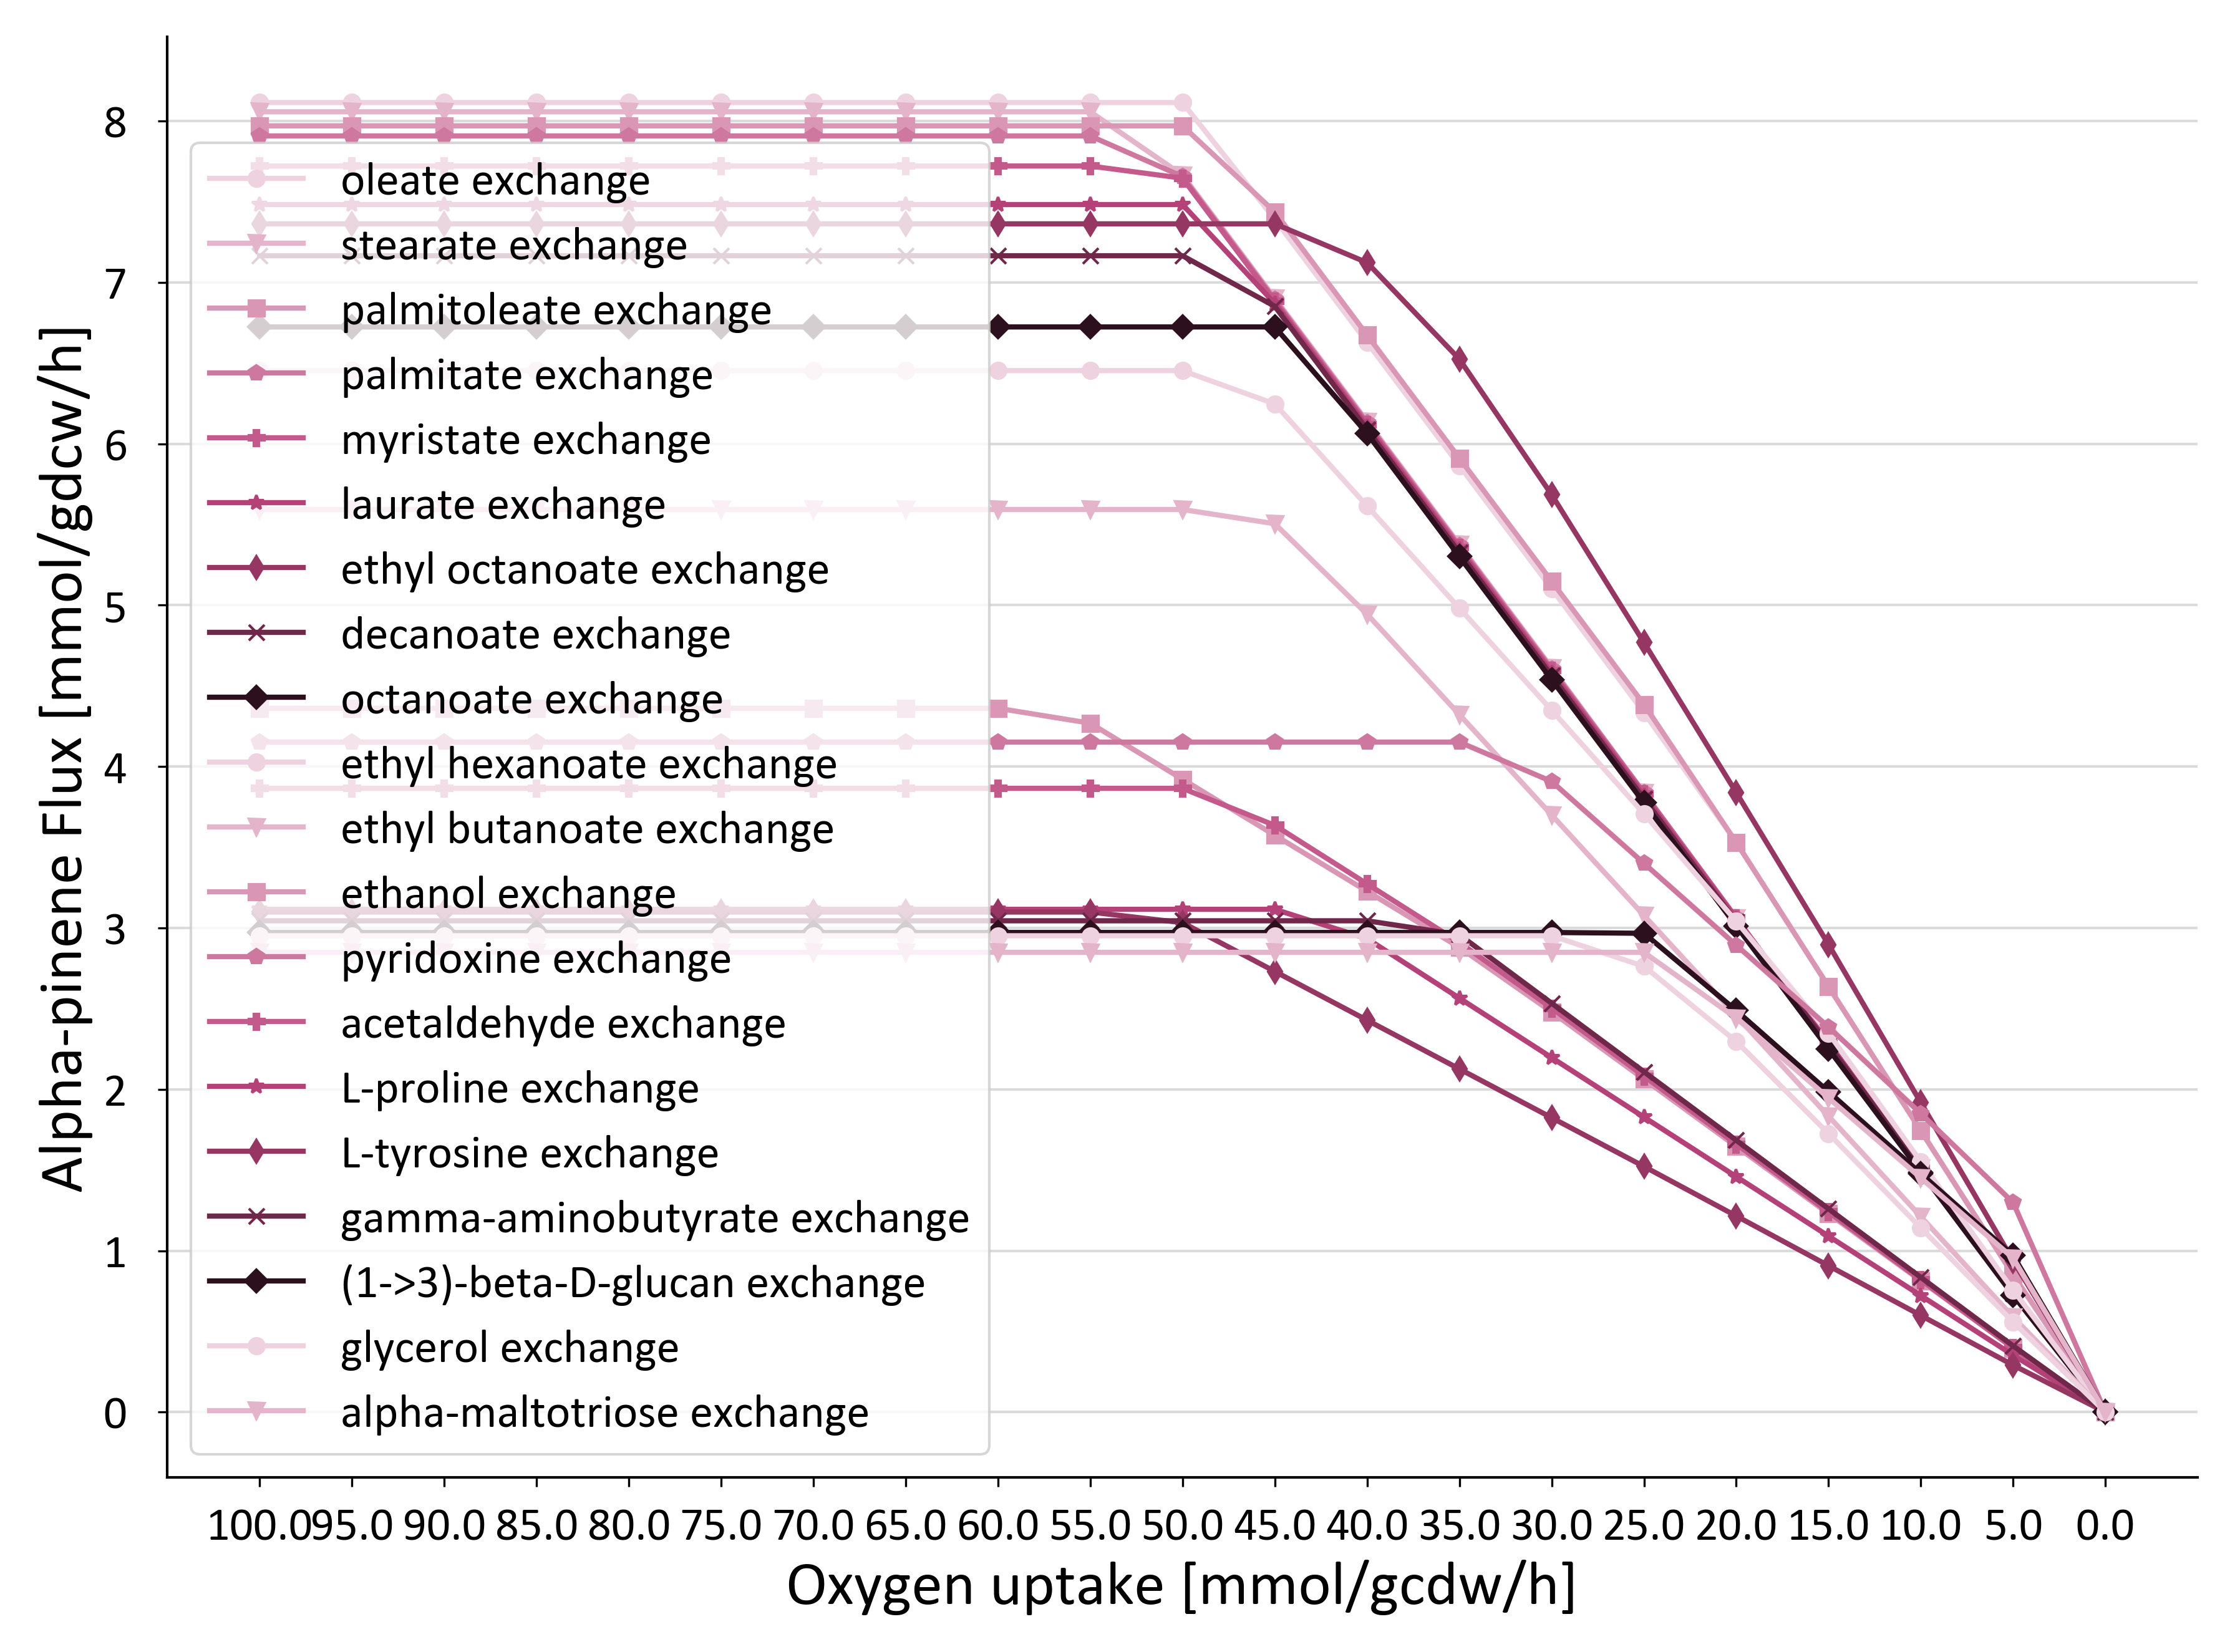 Alpha-pinene Flux [mmol/gdcw/h]
8
7
6
5
4
3
2
1
0
oleate exchange
stearate exchange
palmitoleate exchange
palmitate exchange
myristate exchange
laurate exchange
ethyl octanoate exchange
decanoate exchange
octanoate exchange
ethyl hexanoate exchange
ethyl butanoate exchange
ethanol exchange
pyridoxine exchange
acetaldehyde exchange
L-proline exchange
L-tyrosine exchange
gamma-aminobutyrate exchange
(1->3)-beta-D-glucan exchange
glycerol exchange
alpha-maltotriose exchange
100.0 95.0 90.0 85.0 80.0 75.0 70.0 65.0 60.0 55.0 50.0 45.0 40.0 35.0 30.0 25.0 20.0 15.0 10.0 5.0 0.0
Oxygen uptake [mmol/gcdw/h]